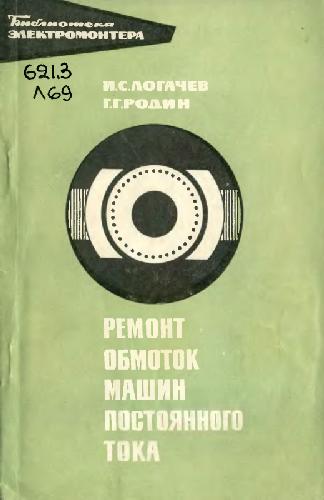 Библиотека
ЭЛЕКТРОМОНТЕРА
621.3
Л69
И.С.ЛОГАЧЕВ
Г.Г.РОДИН
РЕМОНТ
ОБМОТОК
МАШИН
ПОСТОЯННОГО
ТОКА